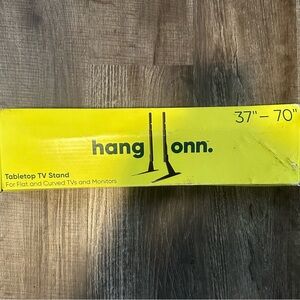 37" – 70"
hang onn.
Tabletop TV Stand
For Flat and Curved TVs and Monitors